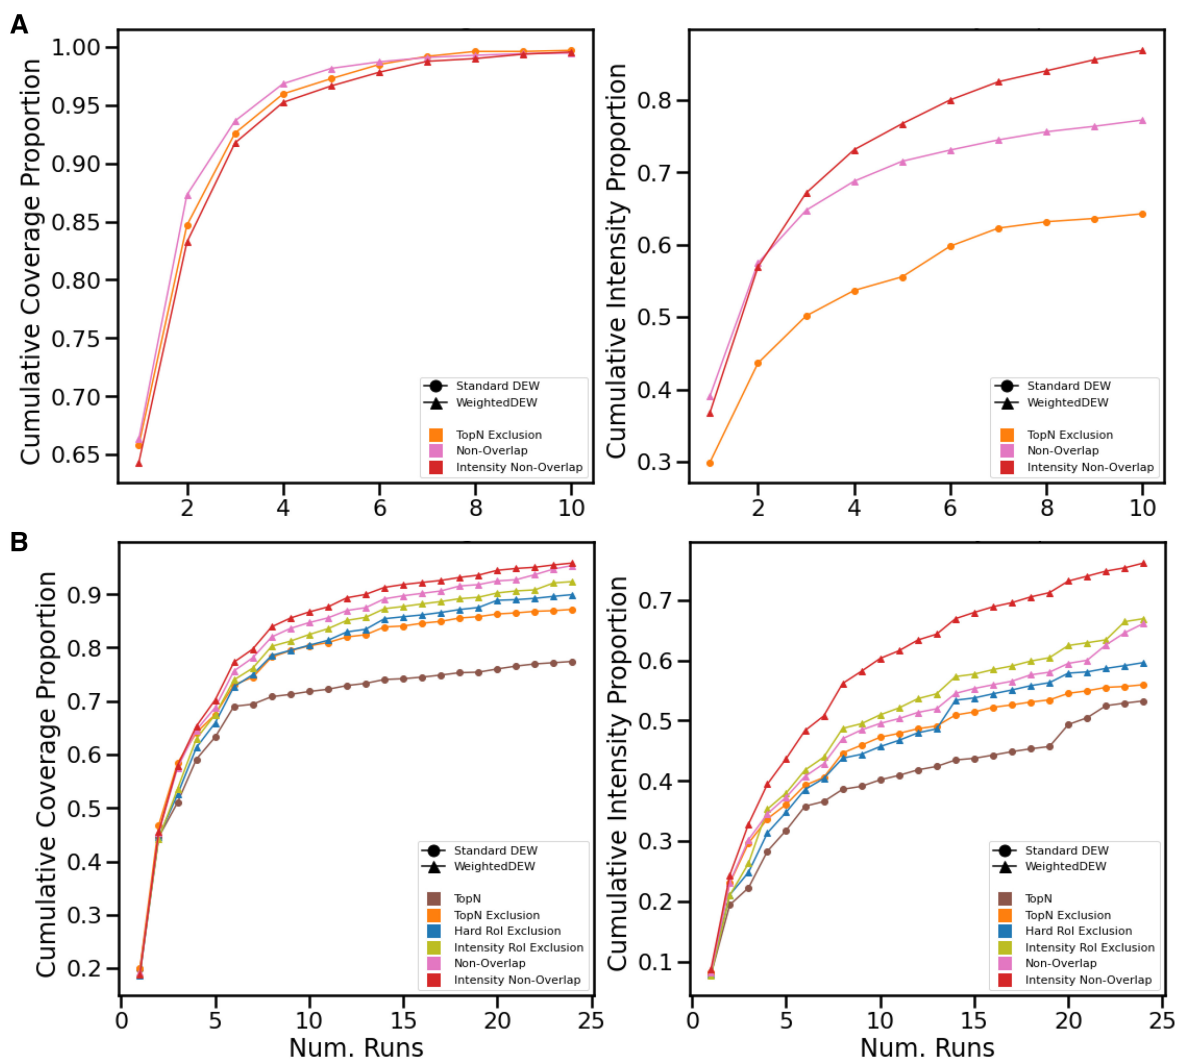 A
Cumulative Coverage Proportion
1.00
0.95
0.90
0.85
0.80
0.75
0.70
0.65
2 4 6 8 10
Standard DEW
WeightedDEW
TopN Exclusion
Non-Overlap
Intensity Non-Overlap
Cumulative Intensity Proportion
0.8
0.7
0.6
0.5
0.4
0.3
2 4 6 8 10
Standard DEW
WeightedDEW
TopN Exclusion
Non-Overlap
Intensity Non-Overlap
B
Cumulative Coverage Proportion
0.9
0.8
0.7
0.6
0.5
0.4
0.3
0.2
0 5 10 15 20 25
Num. Runs
Standard DEW
WeightedDEW
TopN
TopN Exclusion
Hard RoI Exclusion
Intensity RoI Exclusion
Non-Overlap
Intensity Non-Overlap
Cumulative Intensity Proportion
0.7
0.6
0.5
0.4
0.3
0.2
0.1
0 5 10 15 20 25
Num. Runs
Standard DEW
WeightedDEW
TopN
TopN Exclusion
Hard RoI Exclusion
Intensity RoI Exclusion
Non-Overlap
Intensity Non-Overlap